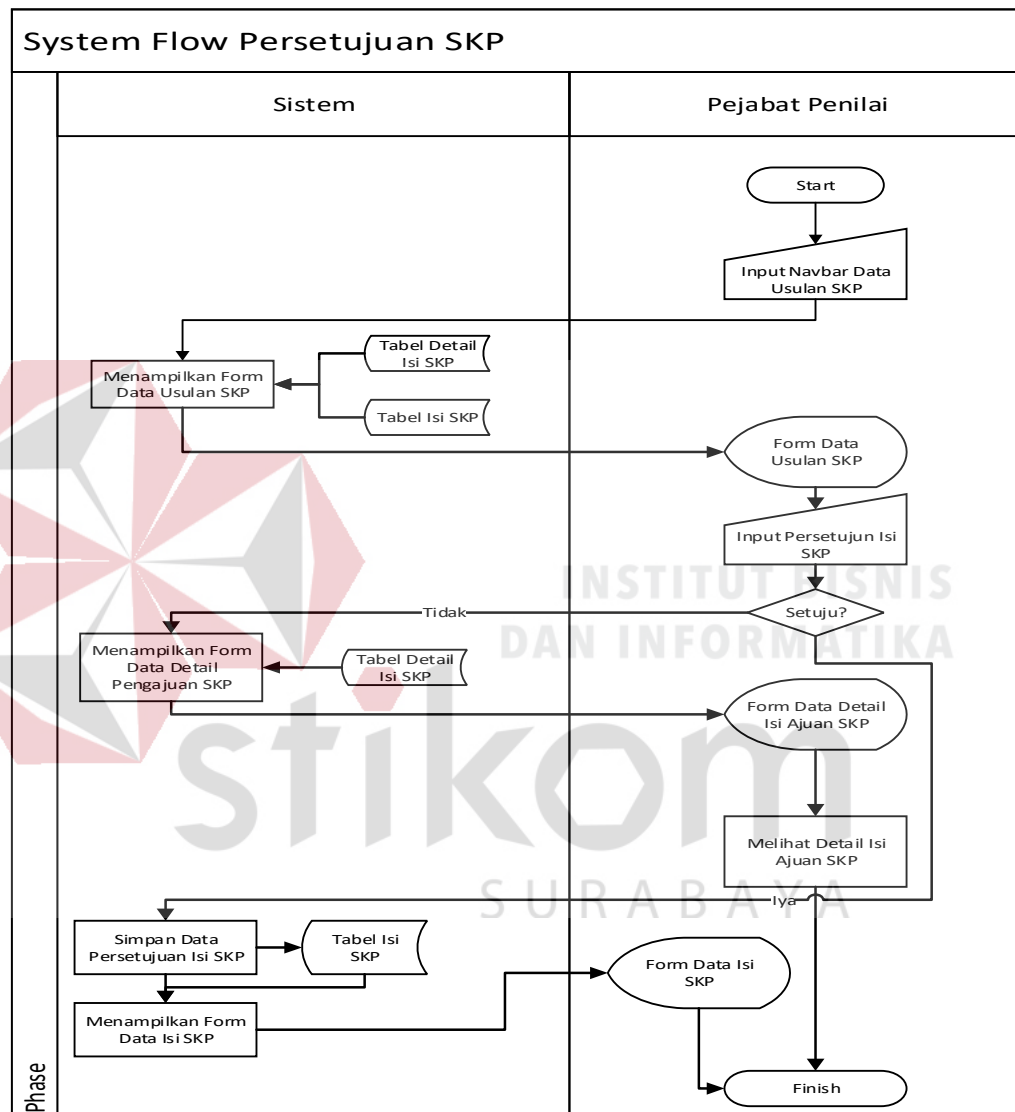 System Flow Persetujuan SKP
Sistem
Pejabat Penilai
Start
Input Navbar Data
Usulan SKP
Tabel Detail
Isi SKP
Menampilkan Form
Data Usulan SKP
Tabel Isi SKP
Form Data
Usulan SKP
Input Persetujun Isi
SKP
INSTITUT BISNIS
DAN INFORMATIKA
Tidak
Setuju?
Menampilkan Form
Data Detail
Pengajuan SKP
Tabel Detail
Isi SKP
Form Data Detail
Isi Ajuan SKP
stikom
Melihat Detail Isi
Ajuan SKP
SURABAYA
Iya
Simpan Data
Persetujuan Isi SKP
Tabel Isi
SKP
Form Data Isi
SKP
Menampilkan Form
Data Isi SKP
Phase
Finish